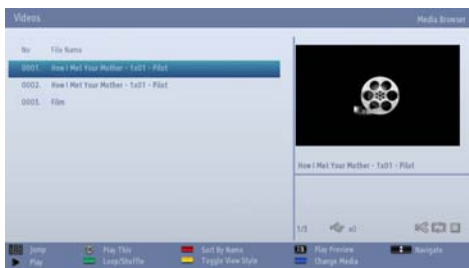 Videos Media Browser
No File Name
0001. How I Met Your Mother - 1x01 - Pilot
0002. How I Met Your Mother - 1x01 - Pilot
0003. Film
How I Met Your Mother - 1x01 - Pilot
1/3 x0
Jump OK Play This Sort By Name Play Preview Navigate
Play Loop/Shuffle Toggle View Style Change Media